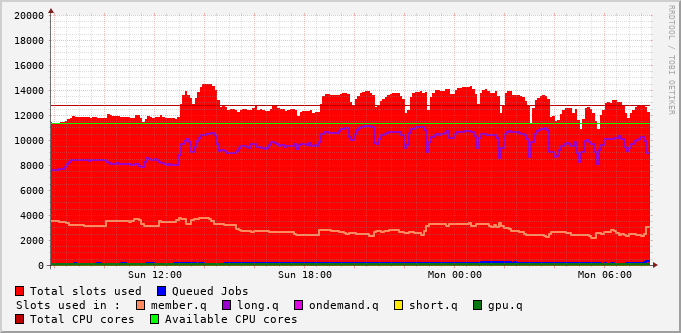 20000
18000
16000
14000
12000
10000
8000
6000
4000
2000
0
Sun 12:00 Sun 18:00 Mon 00:00 Mon 06:00
RRDTOOL / TOBI OETIKER
Total slots used Queued Jobs
Slots used in : member.q long.q ondemand.q short.q gpu.q
Total CPU cores Available CPU cores